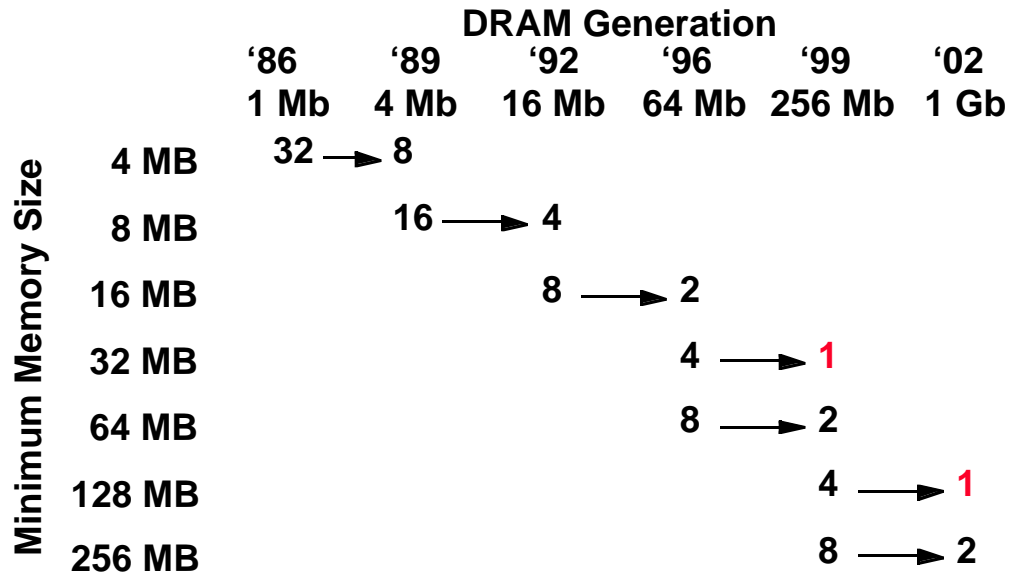 DRAM Generation
‘86 ‘89 ‘92 ‘96 ‘99 ‘02
1 Mb 4 Mb 16 Mb 64 Mb 256 Mb 1 Gb
Minimum Memory Size
4 MB 32 8
8 MB 16 4
16 MB 8 2
32 MB 4 1
64 MB 8 2
128 MB 4 1
256 MB 8 2